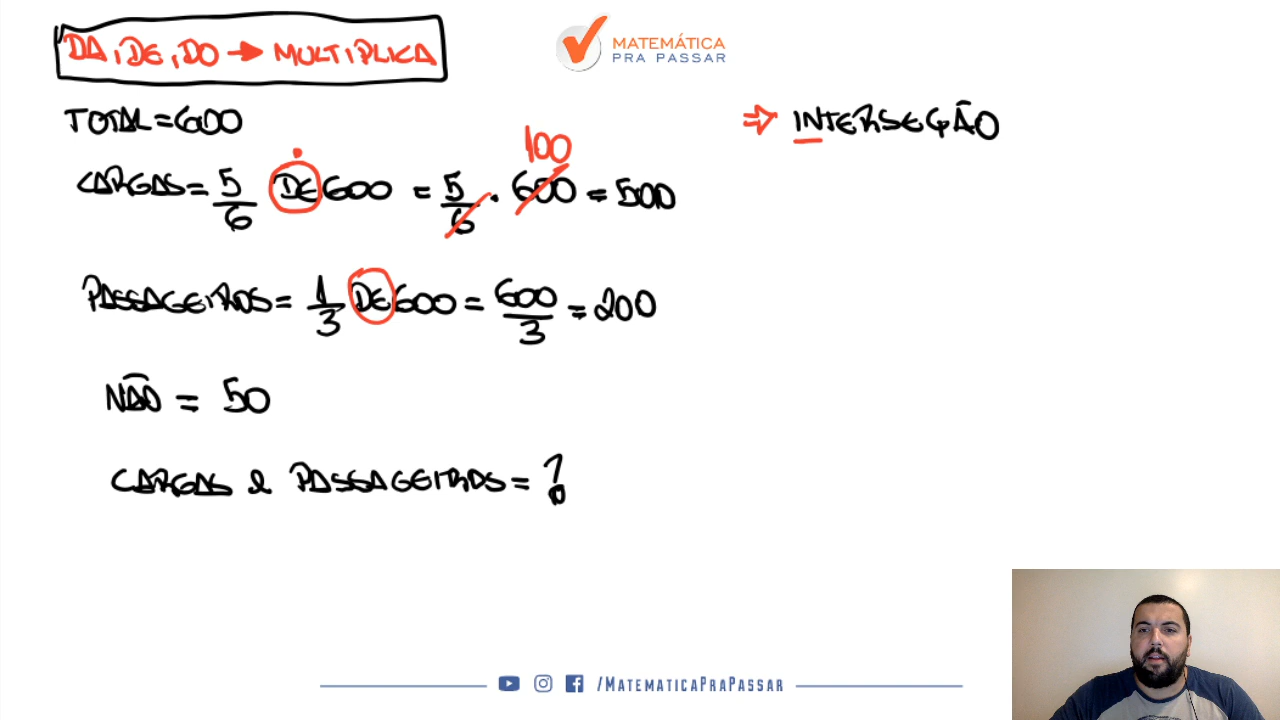 DA, DE, DO → MULTIPLICA
MATEMÁTICA
PRA PASSAR
TOTAL = 600
⇒ INTERSEÇÃO
100
CARGAS = 5/6 DE 600 = 5/6 . 600 = 500
PASSAGEIROS = 1/3 DE 600 = 600/3 = 200
NÃO = 50
CARGAS e PASSAGEIROS = ?
/MATEMATICAPRAPASSAR